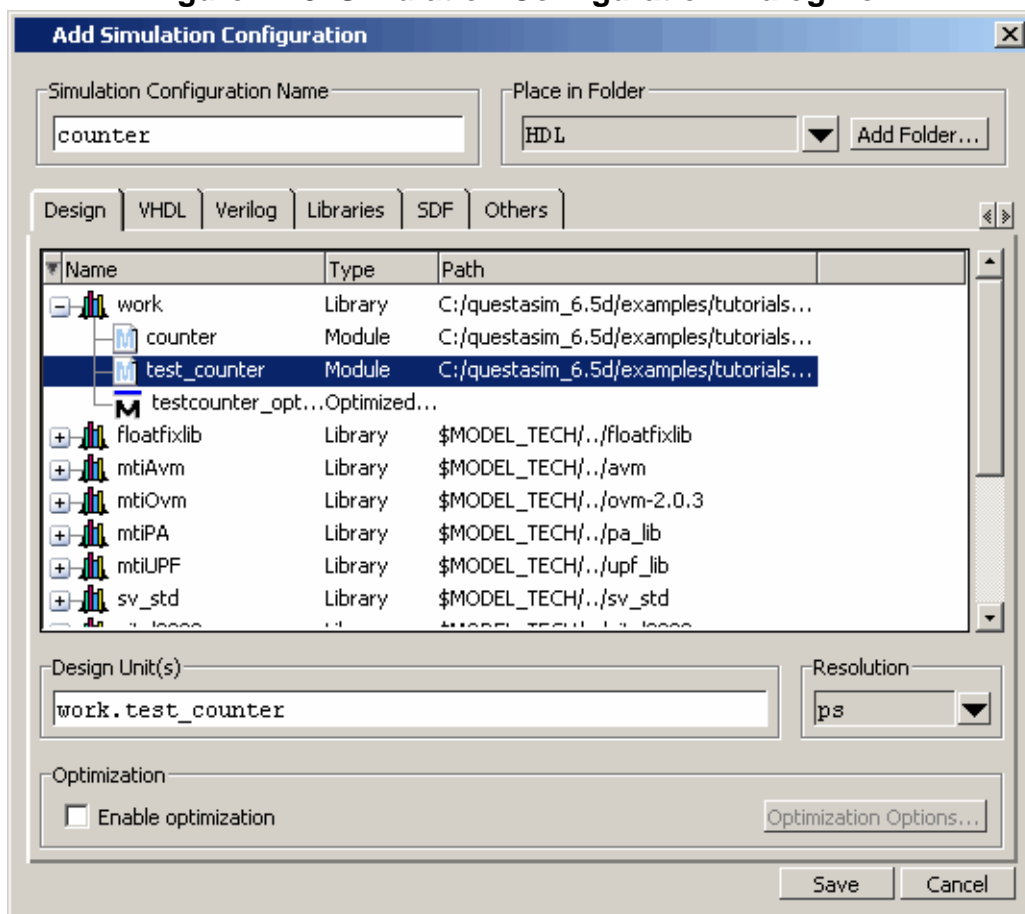 Add Simulation Configuration
Simulation Configuration Name
Place in Folder
counter
HDL
Add Folder...
Design VHDL Verilog Libraries SDF Others
Name Type Path
work Library C:/questasim_6.5d/examples/tutorials...
counter Module C:/questasim_6.5d/examples/tutorials...
test_counter Module C:/questasim_6.5d/examples/tutorials...
testcounter_opt...Optimized...
floatfixlib Library $MODEL_TECH/../floatfixlib
mtiAvm Library $MODEL_TECH/../avm
mtiOvm Library $MODEL_TECH/../ovm-2.0.3
mtiPA Library $MODEL_TECH/../pa_lib
mtiUPF Library $MODEL_TECH/../upf_lib
sv_std Library $MODEL_TECH/../sv_std
Design Unit(s)
Resolution
work.test_counter
ps
Optimization
Enable optimization
Optimization Options...
Save Cancel